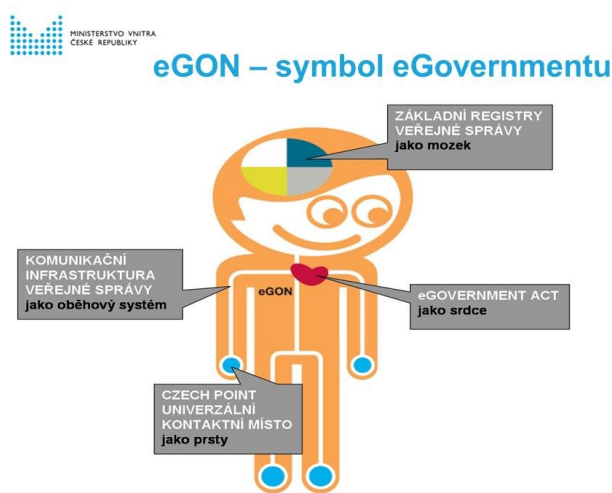 MINISTERSTVO VNITRA
ČESKÉ REPUBLIKY
eGON – symbol eGovernmentu
ZÁKLADNÍ REGISTRY
VEŘEJNÉ SPRÁVY
jako mozek
KOMUNIKAČNÍ
INFRASTRUKTURA
VEŘEJNÉ SPRÁVY
jako oběhový systém
eGON
eGOVERNMENT ACT
jako srdce
CZECH POINT
UNIVERZÁLNÍ
KONTAKTNÍ MÍSTO
jako prsty